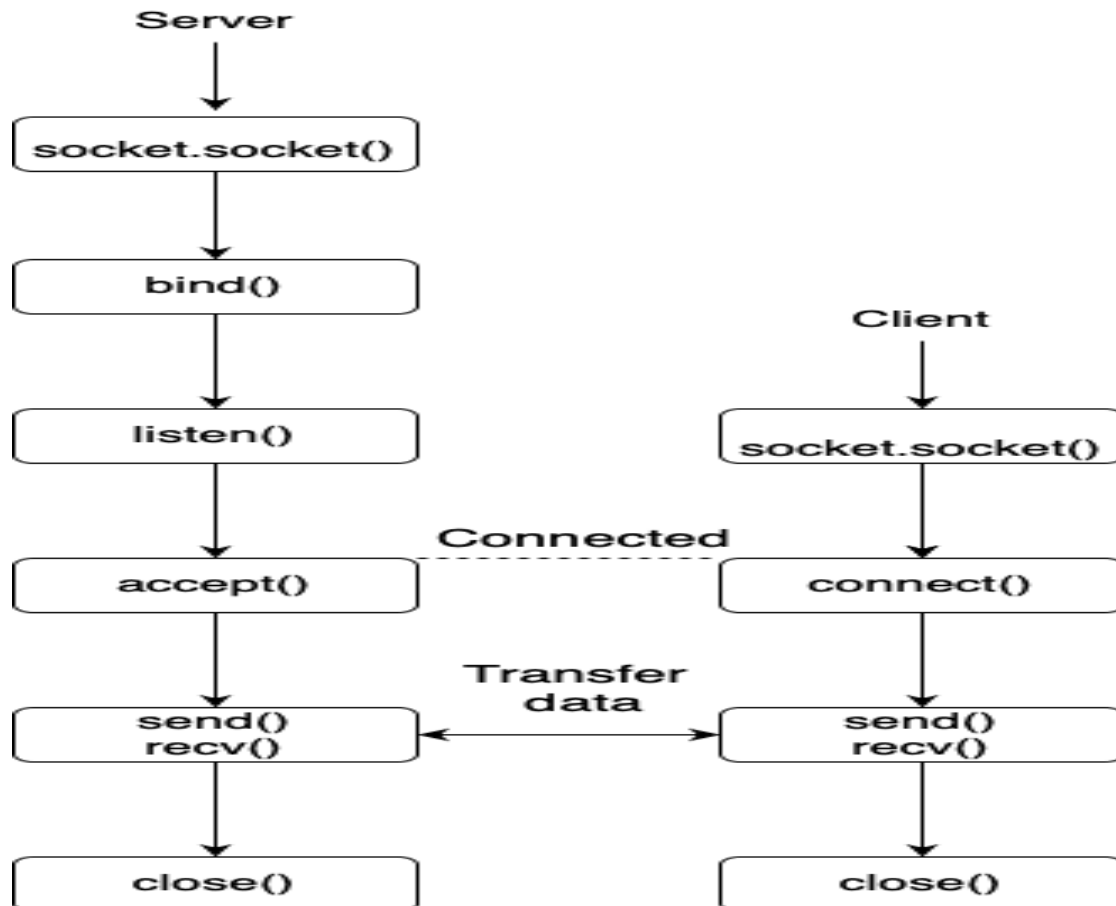 Server
socket.socket()
bind()
listen()
accept()
send()
recv()
close()
Connected
Transfer
data
Client
socket.socket()
connect()
send()
recv()
close()